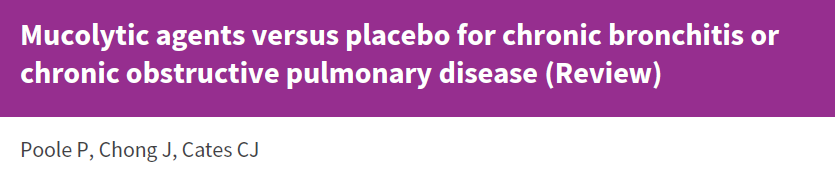 Mucolytic agents versus placebo for chronic bronchitis or
chronic obstructive pulmonary disease (Review)
Poole P, Chong J, Cates CJ